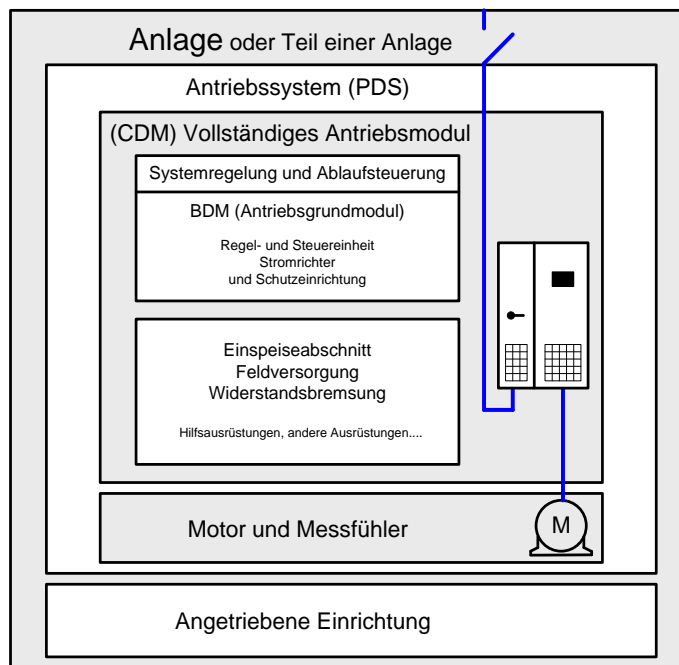 Anlage oder Teil einer Anlage
Antriebssystem (PDS)
(CDM) Vollständiges Antriebsmodul
Systemregelung und Ablaufsteuerung
BDM (Antriebsgrundmodul)
Regel- und Steuereinheit
Stromrichter
und Schutzeinrichtung
Einspeiseabschnitt
Feldversorgung
Widerstandsbremsung
Hilfsausrüstungen, andere Ausrüstungen....
Motor und Messfühler
M
Angetriebene Einrichtung